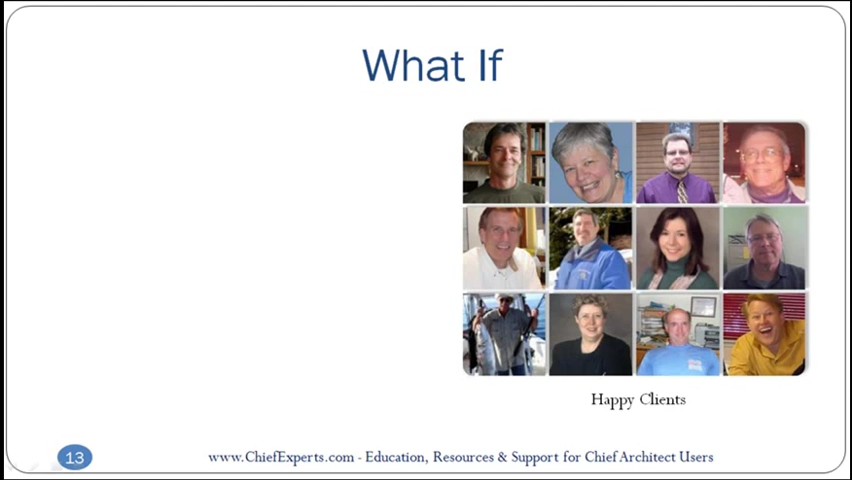 What If
Happy Clients
13
www.ChiefExperts.com - Education, Resources & Support for Chief Architect Users